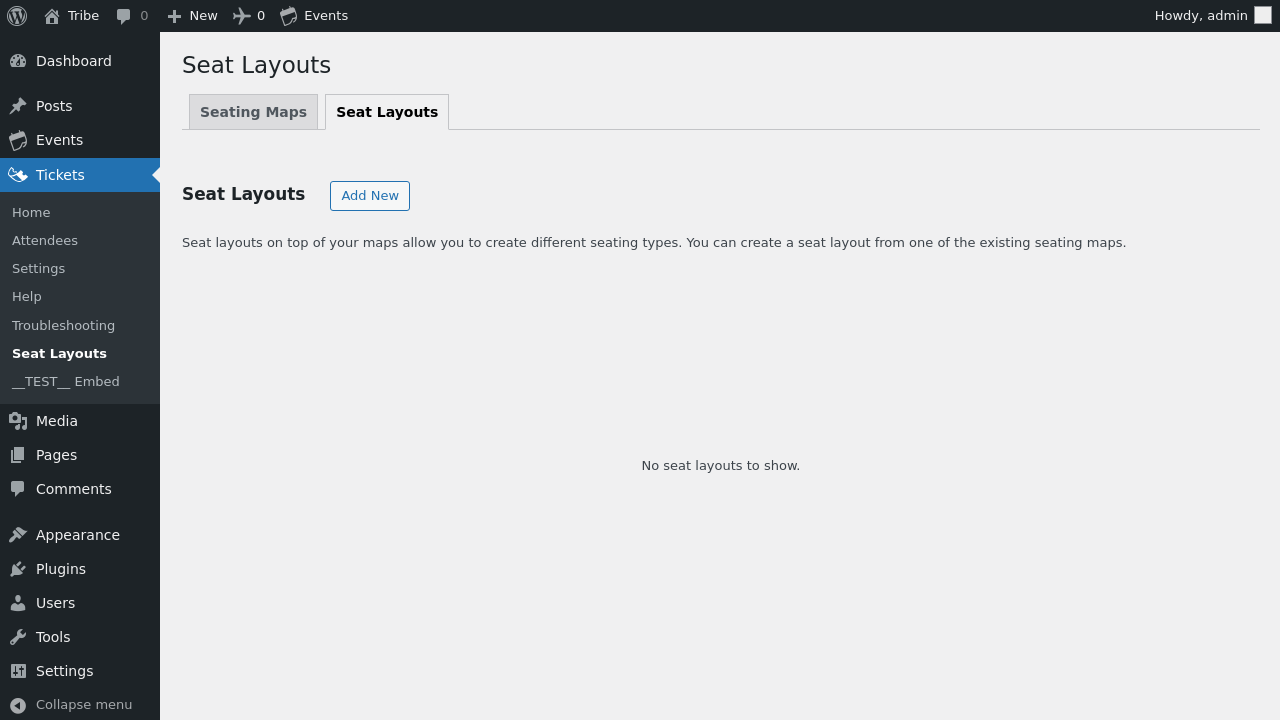 Tribe 0 New 0 Events Howdy, admin
Dashboard
Posts
Events
Tickets
Home
Attendees
Settings
Help
Troubleshooting
Seat Layouts
__TEST__ Embed
Media
Pages
Comments
Appearance
Plugins
Users
Tools
Settings
Collapse menu
Seat Layouts
Seating Maps Seat Layouts
Seat Layouts Add New
Seat layouts on top of your maps allow you to create different seating types. You can create a seat layout from one of the existing seating maps.
No seat layouts to show.